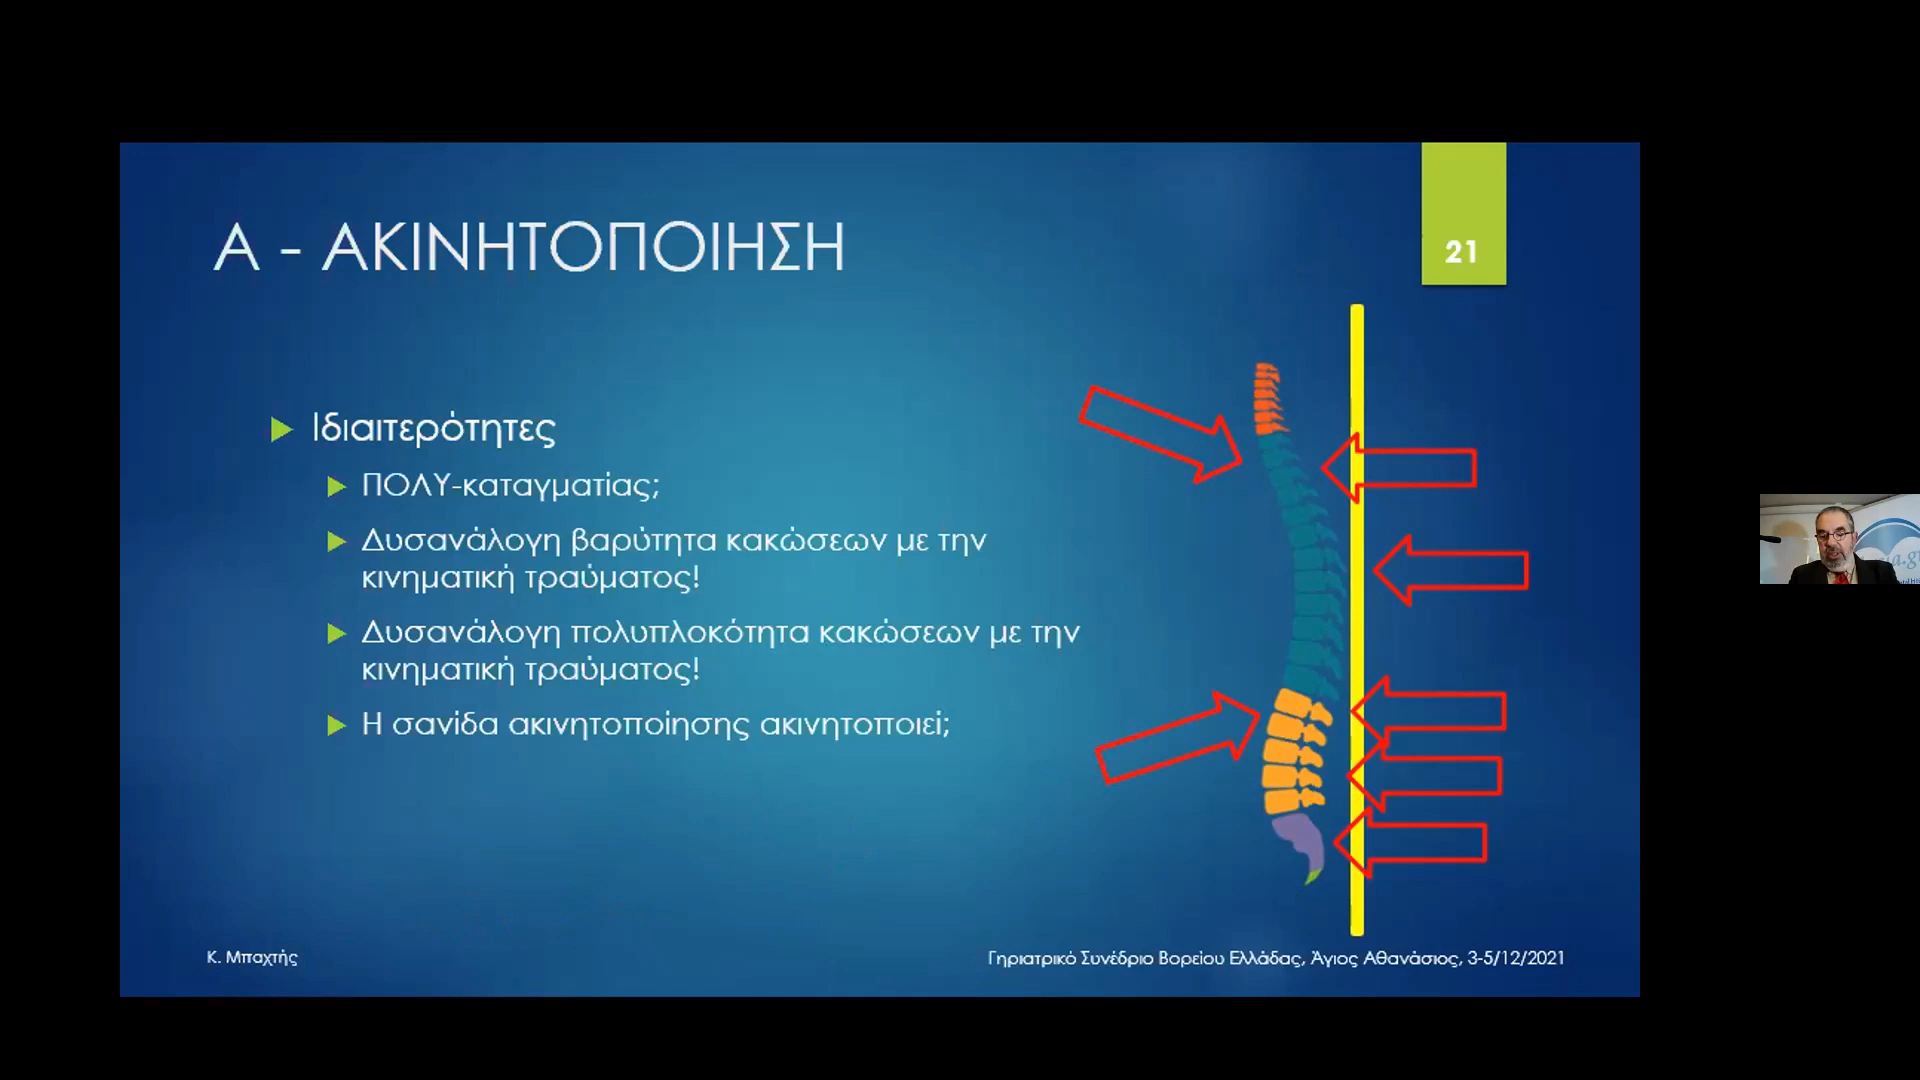 Α - ΑΚΙΝΗΤΟΠΟΙΗΣΗ
21
Ιδιαιτερότητες
ΠΟΛΥ-καταγματίας;
Δυσανάλογη βαρύτητα κακώσεων με την
κινηματική τραύματος!
Δυσανάλογη πολυπλοκότητα κακώσεων με την
κινηματική τραύματος!
Η σανίδα ακινητοποίησης ακινητοποιεί;
Κ. Μπαχτής
Γηριατρικό Συνέδριο Βορείου Ελλάδας, Άγιος Αθανάσιος, 3-5/12/2021